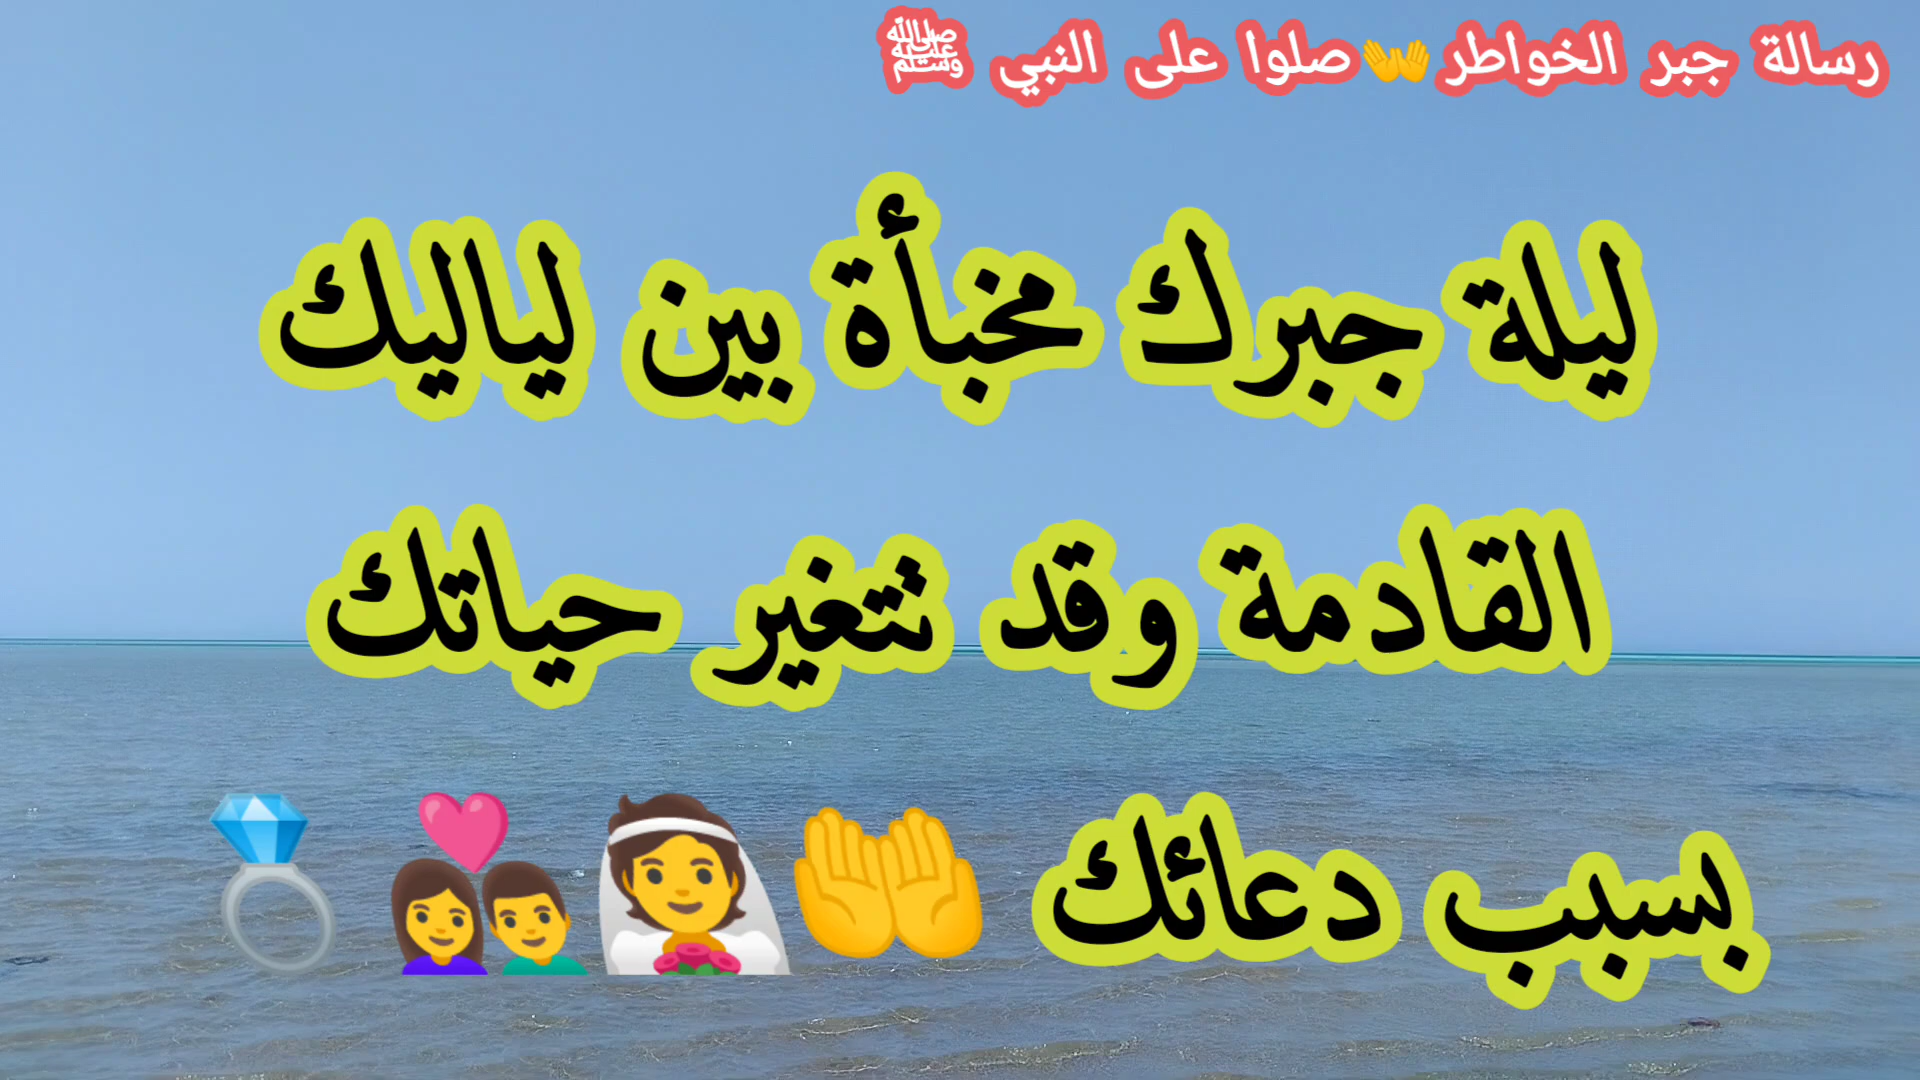 رسالة جبر الخواطر👐صلوا على النبي ﷺ
ليلة جبرك مخبأة بين لياليك
القادمة وقد تتغير حياتك
بسبب دعائك 🤲👰💑💍